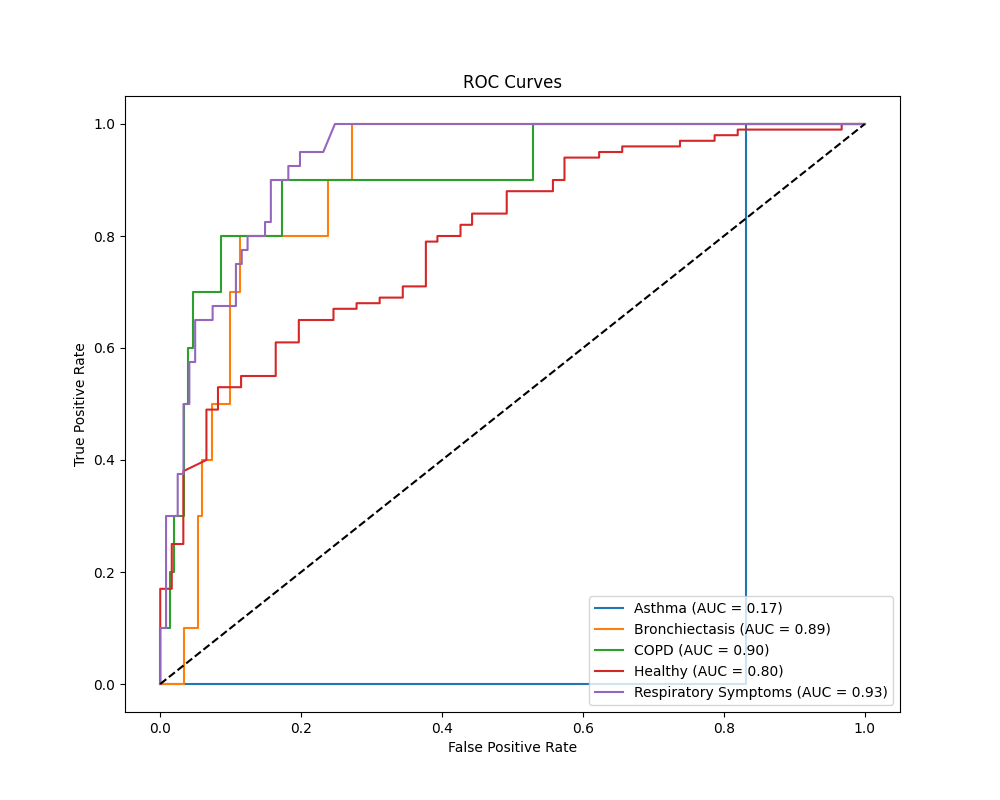 ROC Curves
True Positive Rate
1.0
0.8
0.6
0.4
0.2
0.0
Asthma (AUC = 0.17)
Bronchiectasis (AUC = 0.89)
COPD (AUC = 0.90)
Healthy (AUC = 0.80)
Respiratory Symptoms (AUC = 0.93)
0.0 0.2 0.4 0.6 0.8 1.0
False Positive Rate